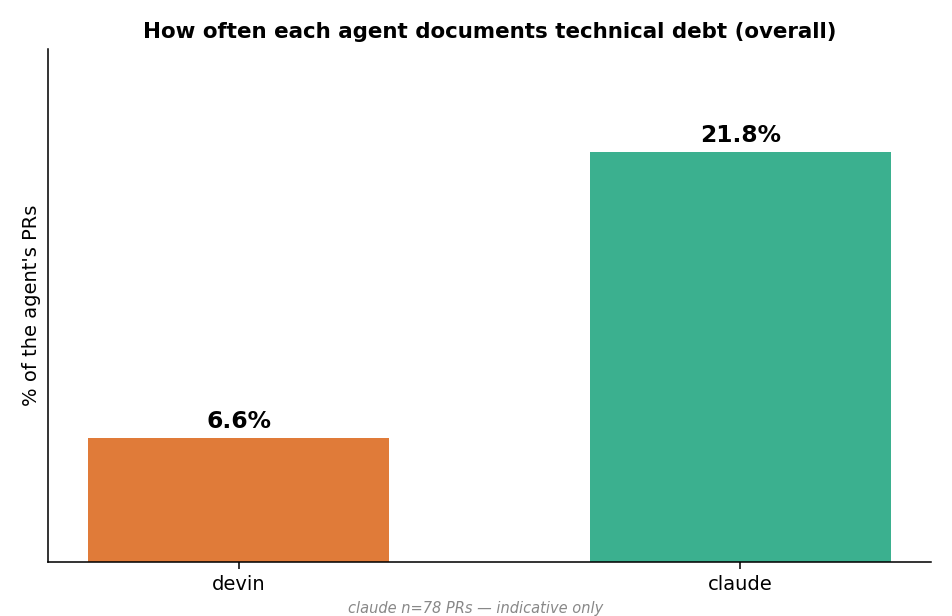 How often each agent documents technical debt (overall)
% of the agent's PRs
6.6%
21.8%
devin
claude
claude n=78 PRs — indicative only